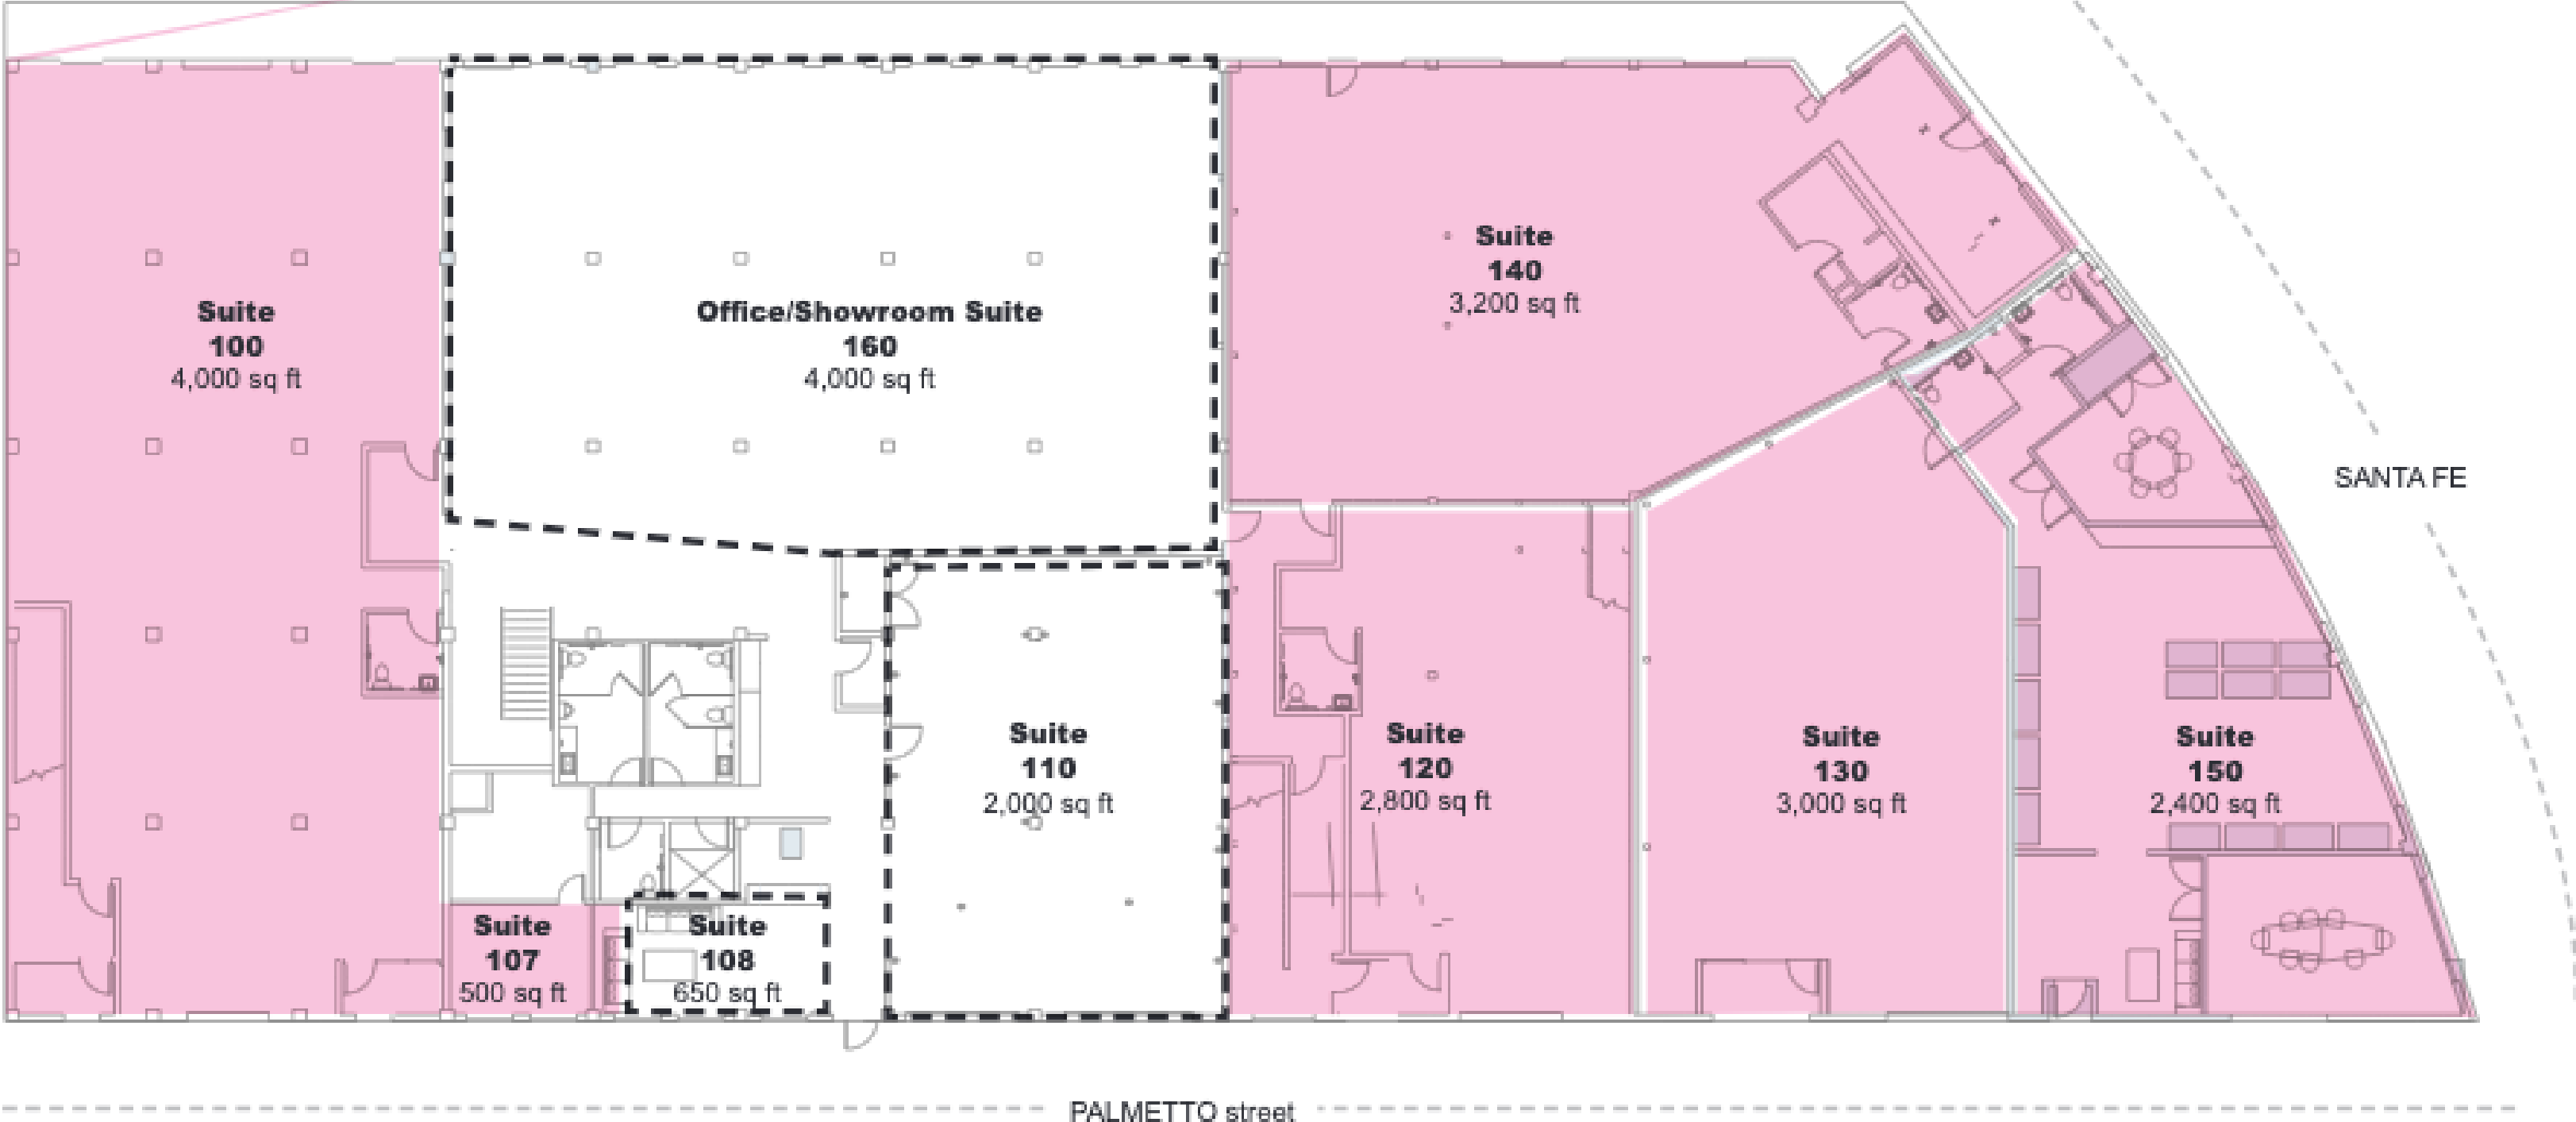 Suite
100
4,000 sq ft
Office/Showroom Suite
160
4,000 sq ft
Suite
140
3,200 sq ft
SANTA FE
Suite
110
2,000 sq ft
Suite
120
2,800 sq ft
Suite
130
3,000 sq ft
Suite
150
2,400 sq ft
Suite
107
500 sq ft
Suite
108
650 sq ft
PALMETTO street